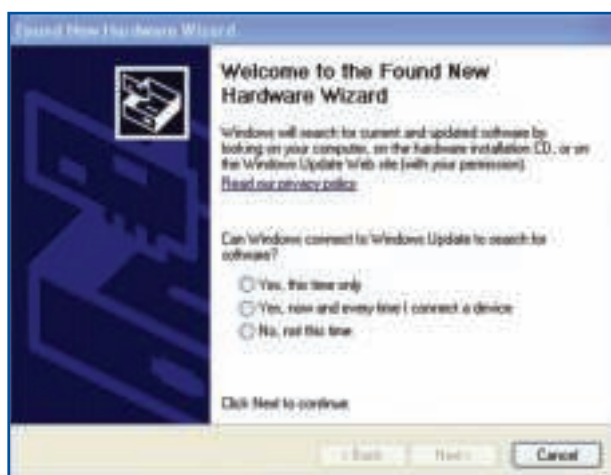 Found New Hardware Wizard
Welcome to the Found New
Hardware Wizard
Windows will search for current and updated software by
looking on your computer, on the hardware installation CD, or on
the Windows Update Web site (with your permission).
Read our privacy policy
Can Windows connect to Windows Update to search for
software?
Yes, this time only
Yes, now and every time I connect a device
No, not this time
Click Next to continue.
< Back Next > Cancel